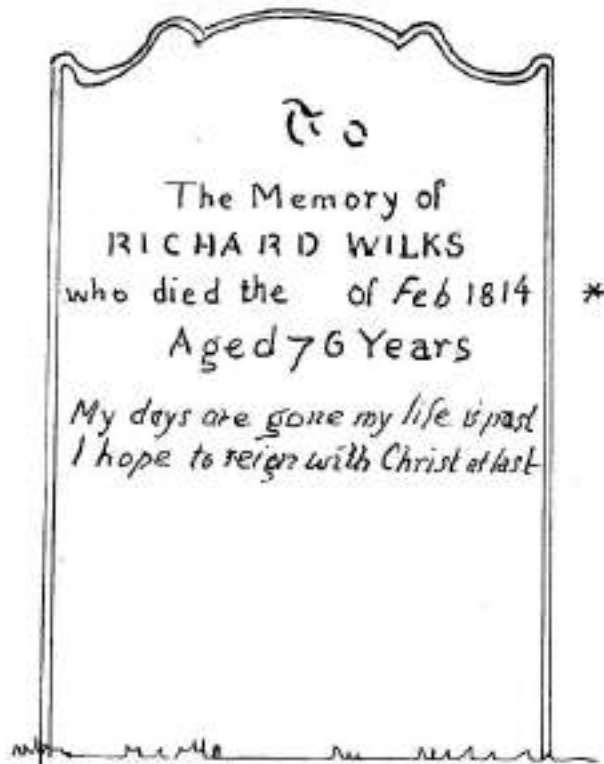 To
The Memory of
RICHARD WILKS
who died the of Feb 1814 *
Aged 76 Years
My days are gone my life is past
I hope to reign with Christ at last